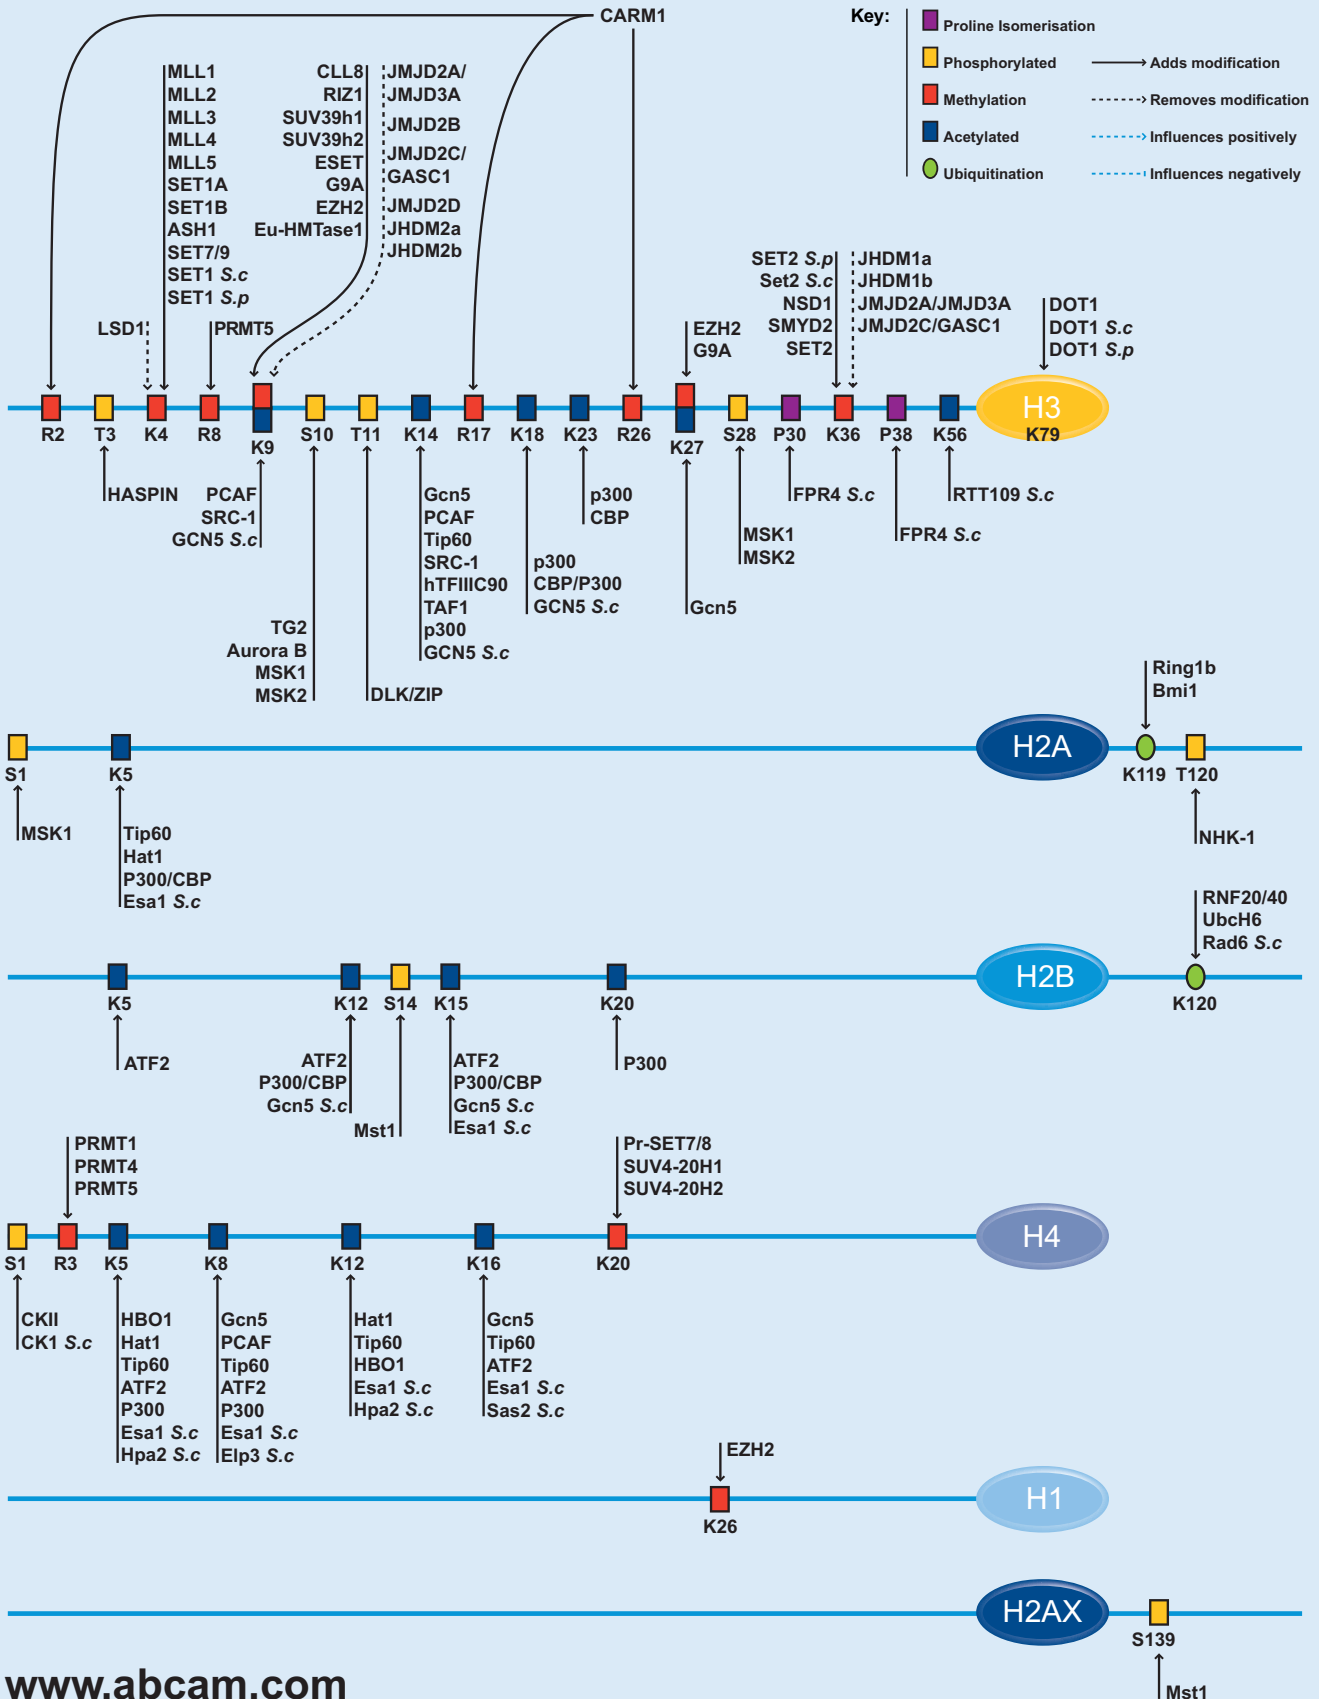 CARM1
Key:
Proline Isomerisation
Phosphorylated
Adds modification
Methylation
Removes modification
Acetylated
Influences positively
Ubiquitination
Influences negatively
MLL1
MLL2
MLL3
MLL4
MLL5
SET1A
SET1B
ASH1
SET7/9
SET1 S.c
SET1 S.p
CLL8
RIZ1
SUV39h1
SUV39h2
ESET
G9A
EZH2
Eu-HMTase1
JMJD2A/
JMJD3A
JMJD2B
JMJD2C/
GASC1
JMJD2D
JHDM2a
JHDM2b
LSD1
PRMT5
EZH2
G9A
SET2 S.p
Set2 S.c
NSD1
SMYD2
SET2
JHDM1a
JHDM1b
JMJD2A/JMJD3A
JMJD2C/GASC1
DOT1
DOT1 S.c
DOT1 S.p
H3
R2 T3 K4 R8 K9 S10 T11 K14 R17 K18 K23 R26 K27 S28 P30 K36 P38 K56 K79
HASPIN
PCAF
SRC-1
GCN5 S.c
TG2
Aurora B
MSK1
MSK2
DLK/ZIP
Gcn5
PCAF
Tip60
SRC-1
hTFIIIC90
TAF1
p300
GCN5 S.c
p300
CBP/P300
GCN5 S.c
p300
CBP
Gcn5
MSK1
MSK2
FPR4 S.c
FPR4 S.c
RTT109 S.c
Ring1b
Bmi1
H2A
S1 K5 K119 T120
MSK1
Tip60
Hat1
P300/CBP
Esa1 S.c
NHK-1
RNF20/40
UbcH6
Rad6 S.c
H2B
K5 K12 S14 K15 K20 K120
ATF2
ATF2
P300/CBP
Gcn5 S.c
Mst1
ATF2
P300/CBP
Gcn5 S.c
Esa1 S.c
P300
PRMT1
PRMT4
PRMT5
Pr-SET7/8
SUV4-20H1
SUV4-20H2
H4
S1 R3 K5 K8 K12 K16 K20
CKII
CK1 S.c
HBO1
Hat1
Tip60
ATF2
P300
Esa1 S.c
Hpa2 S.c
Gcn5
PCAF
Tip60
ATF2
P300
Esa1 S.c
Elp3 S.c
Hat1
Tip60
HBO1
Esa1 S.c
Hpa2 S.c
Gcn5
Tip60
ATF2
Esa1 S.c
Sas2 S.c
EZH2
H1
K26
H2AX
S139
Mst1
www.abcam.com